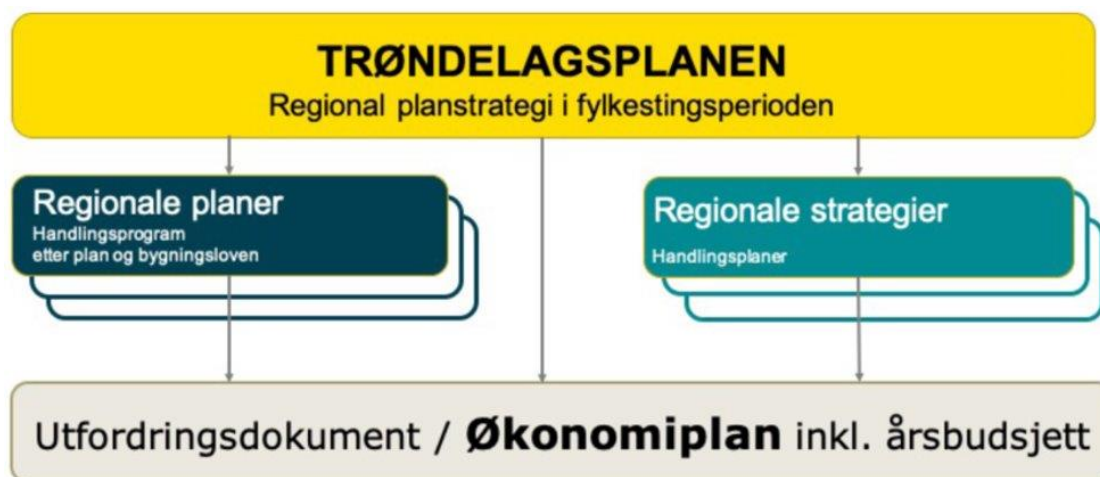 TRØNDELAGSPLANEN
Regional planstrategi i fylkestingsperioden
Regionale planer
Handlingsprogram
etter plan og bygningsloven
Regionale strategier
Handlingsplaner
Utfordringsdokument / Økonomiplan inkl. årsbudsjett